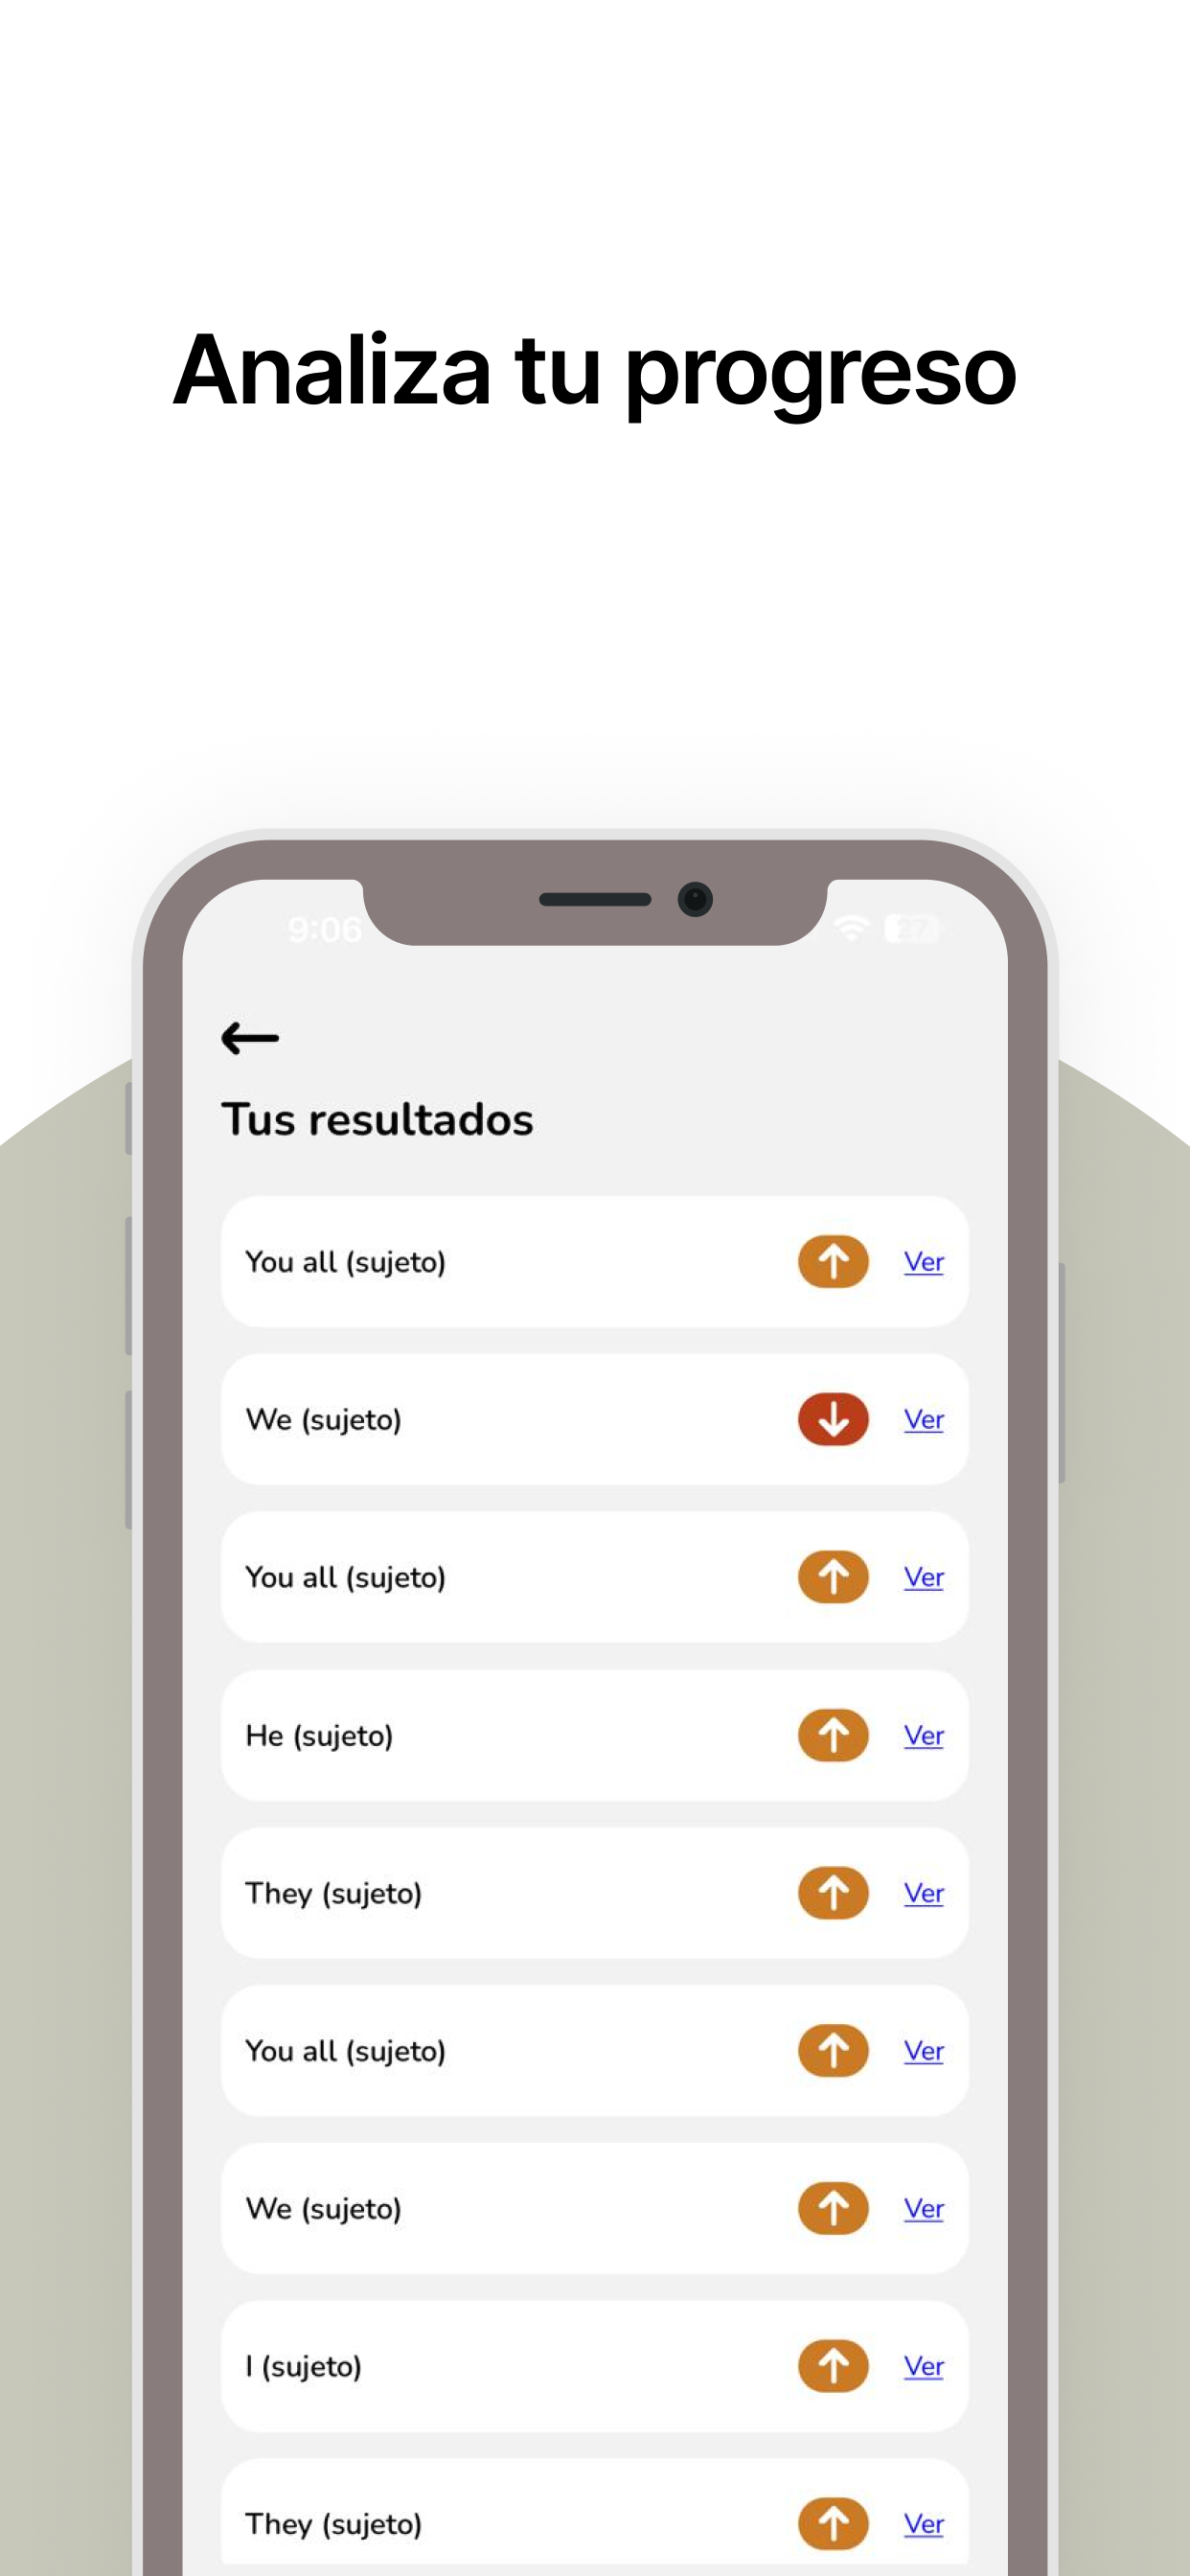 Analiza tu progreso
9:06
Tus resultados
You all (sujeto) Ver
We (sujeto) Ver
You all (sujeto) Ver
He (sujeto) Ver
They (sujeto) Ver
You all (sujeto) Ver
We (sujeto) Ver
I (sujeto) Ver
They (sujeto) Ver